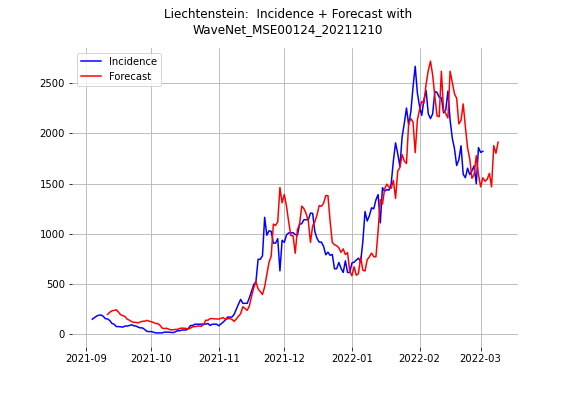 Liechtenstein:  Incidence + Forecast with
WaveNet_MSE00124_20211210
Incidence
Forecast
2500
2000
1500
1000
500
0
2021-09 2021-10 2021-11 2021-12 2022-01 2022-02 2022-03